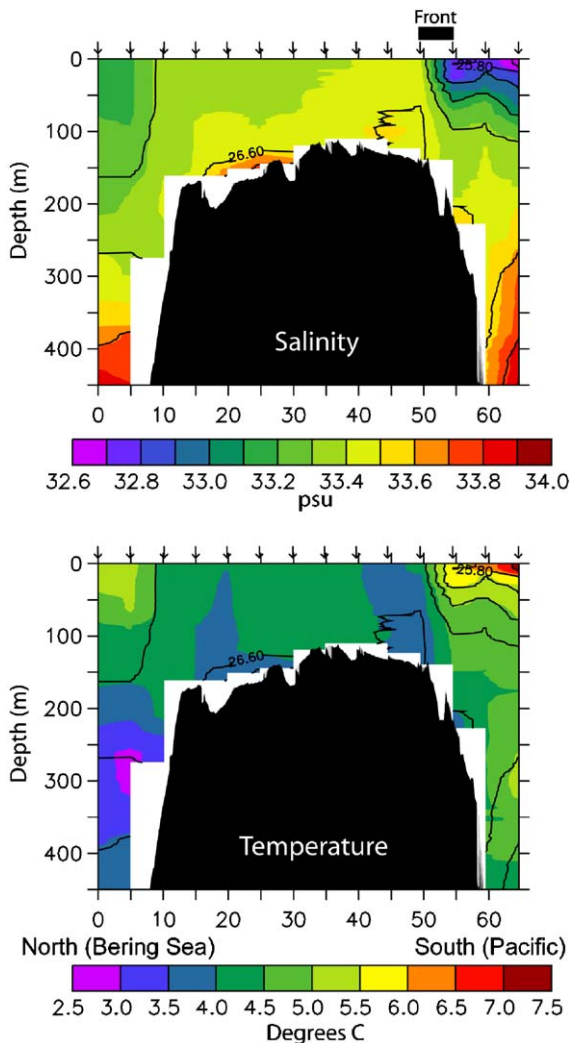 Front
0
100
200
300
400
Depth (m)
25.80
26.60
Salinity
0 10 20 30 40 50 60
32.6 32.8 33.0 33.2 33.4 33.6 33.8 34.0
psu
0
100
200
300
400
Depth (m)
25.80
26.60
Temperature
0 10 20 30 40 50 60
North (Bering Sea) South (Pacific)
2.5 3.0 3.5 4.0 4.5 5.0 5.5 6.0 6.5 7.0 7.5
Degrees C